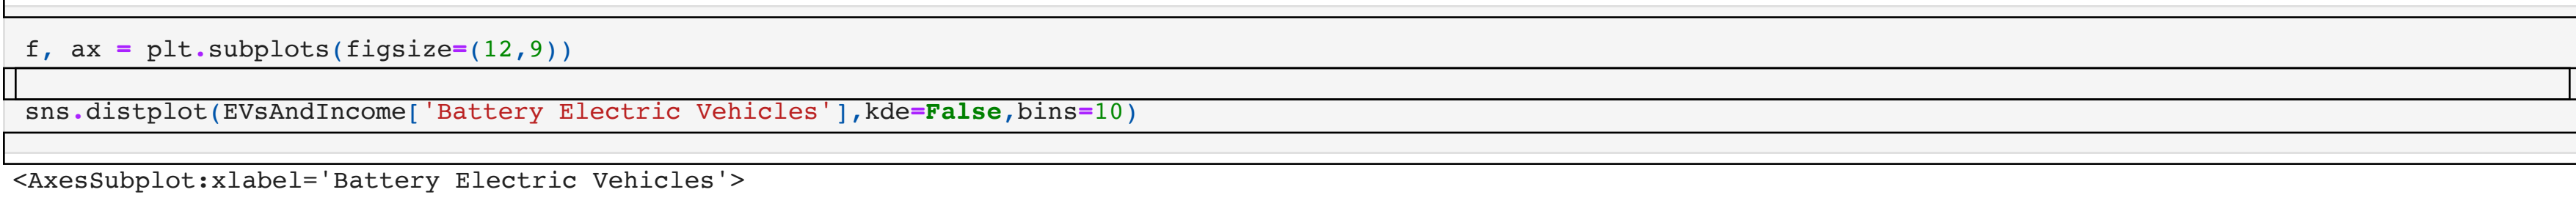 f, ax = plt.subplots(figsize=(12,9))
sns.distplot(EVsAndIncome['Battery Electric Vehicles'],kde=False,bins=10)
<AxesSubplot:xlabel='Battery Electric Vehicles'>